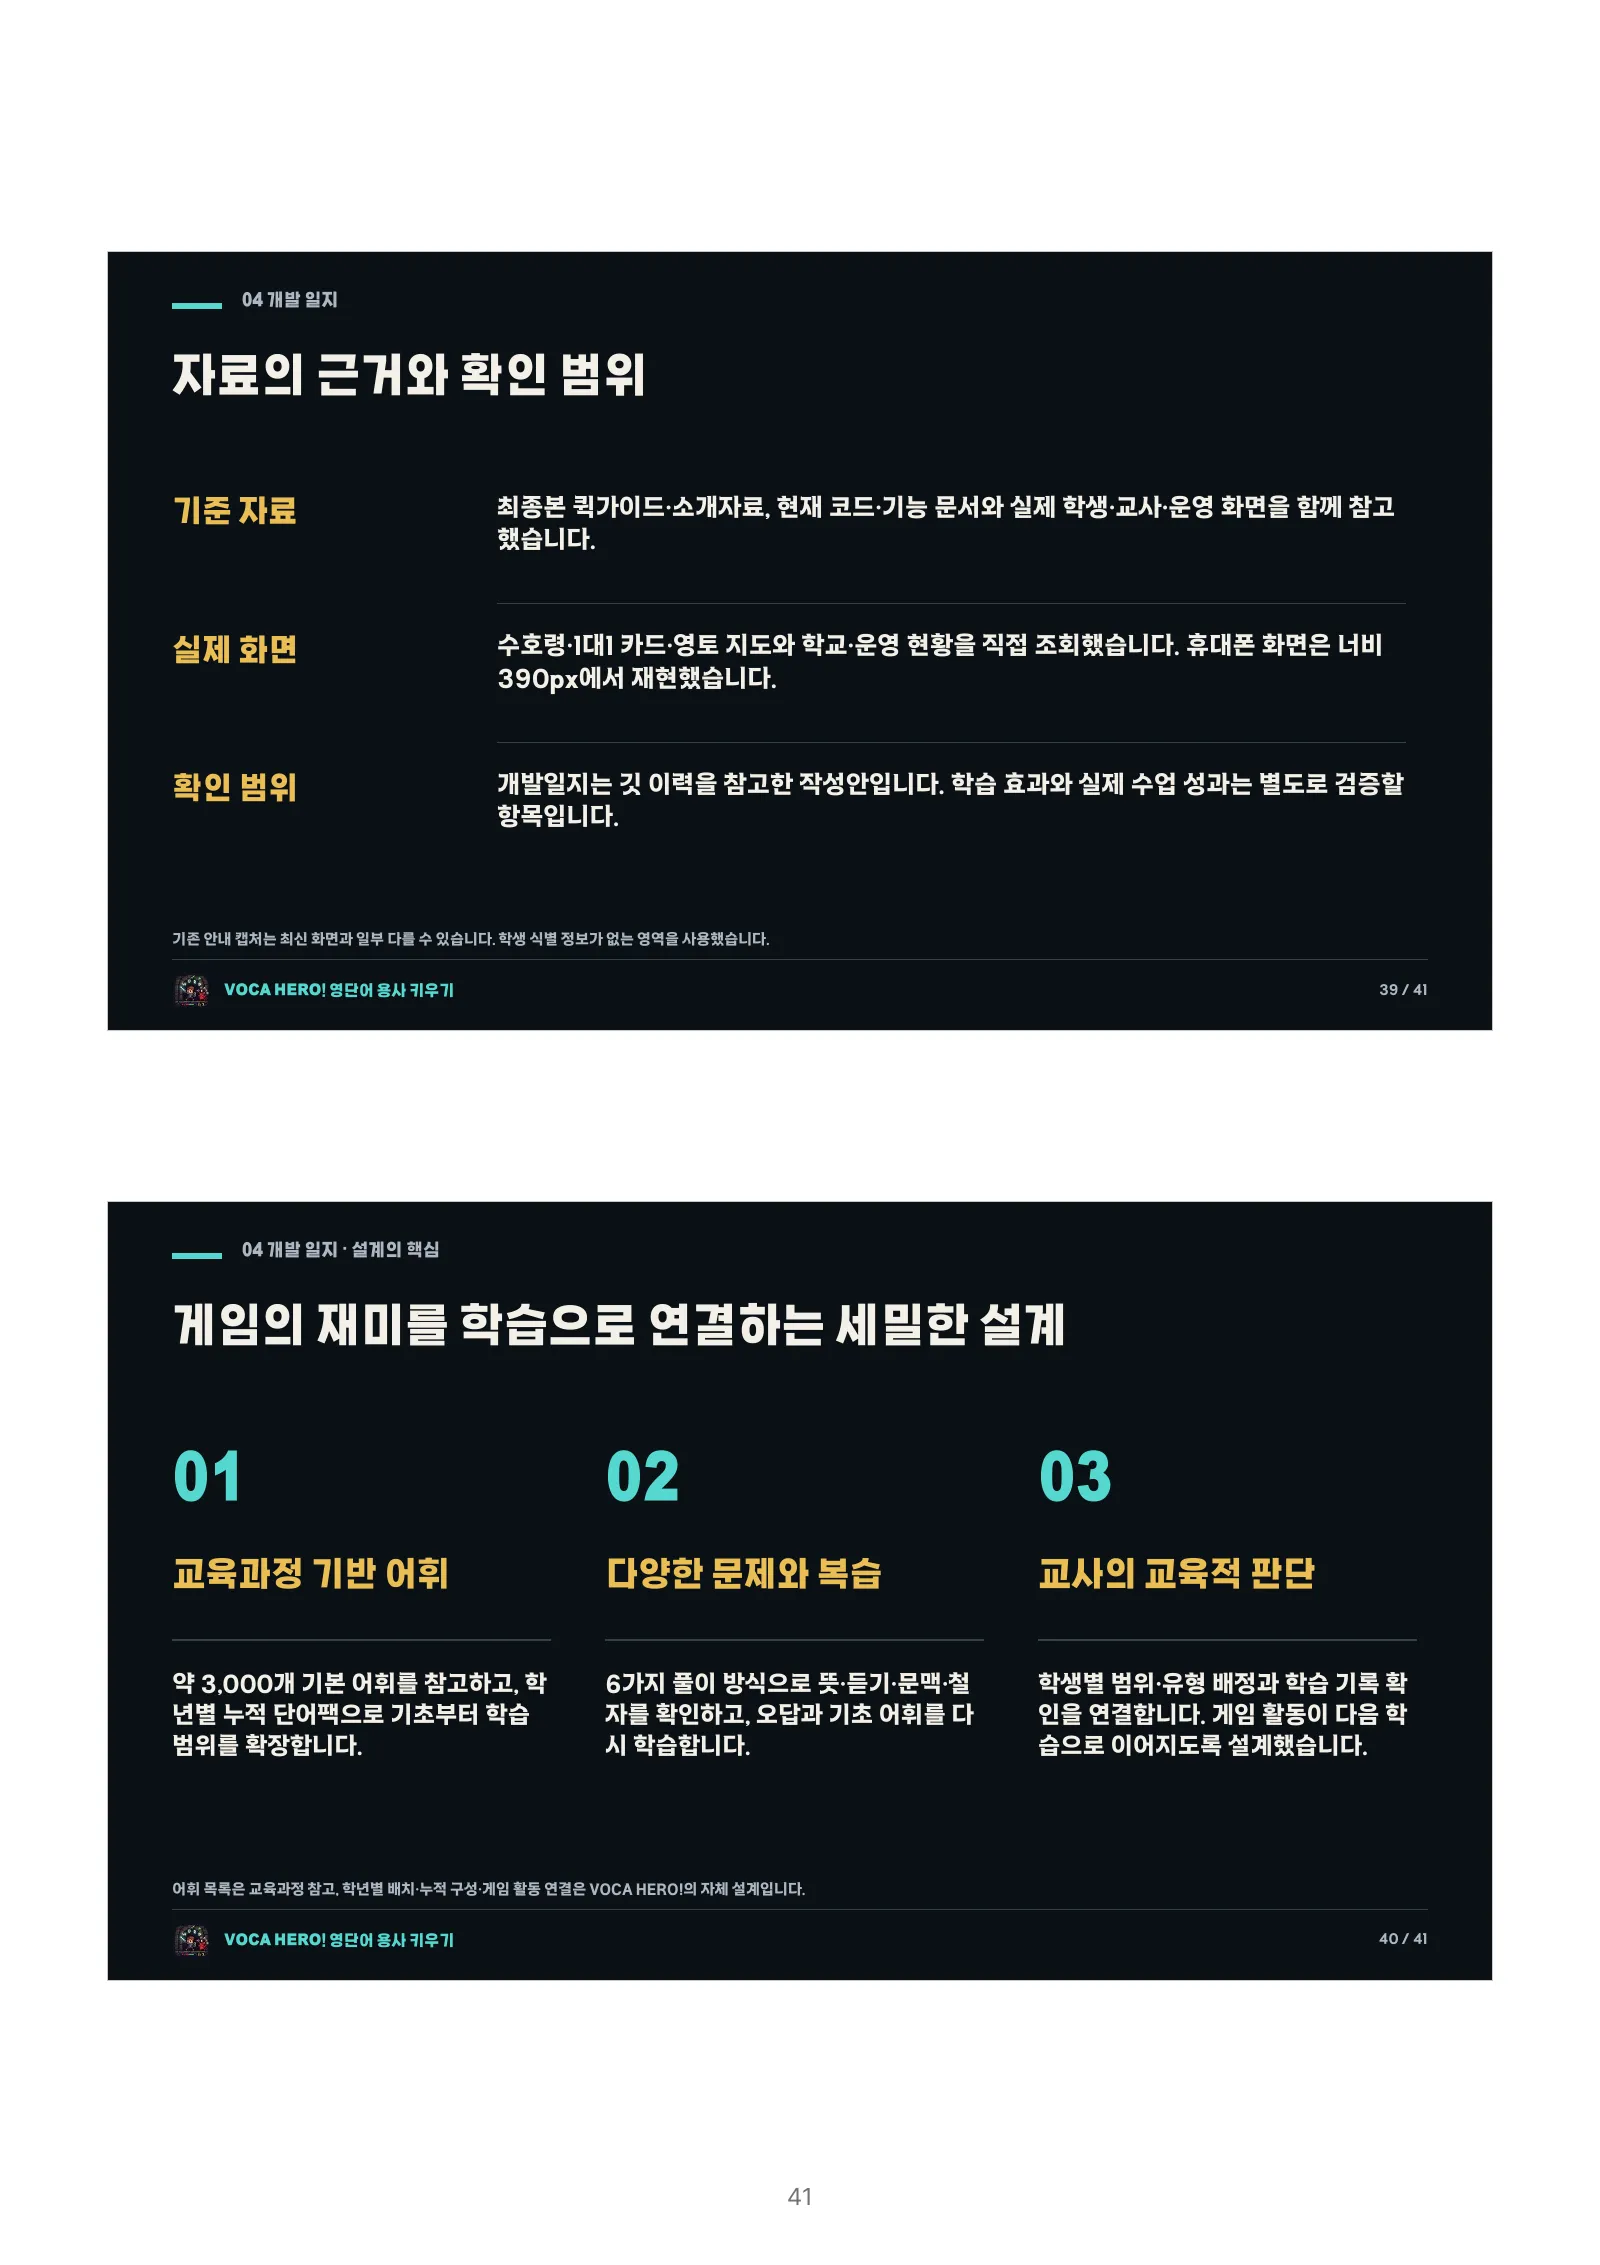 04 개발 일지
자료의 근거와 확인 범위
기준 자료
최종본 퀵가이드·소개자료, 현재 코드·기능 문서와 실제 학생·교사·운영 화면을 함께 참고
했습니다.
실제 화면
수호령·1대1 카드·영토 지도와 학교·운영 현황을 직접 조회했습니다. 휴대폰 화면은 너비
390px에서 재현했습니다.
확인 범위
개발일지는 깃 이력을 참고한 작성안입니다. 학습 효과와 실제 수업 성과는 별도로 검증할
항목입니다.
기존 안내 캡처는 최신 화면과 일부 다를 수 있습니다. 학생 식별 정보가 없는 영역을 사용했습니다.
VOCA HERO! 영단어 용사 키우기
39 / 41
04 개발 일지 · 설계의 핵심
게임의 재미를 학습으로 연결하는 세밀한 설계
01
교육과정 기반 어휘
약 3,000개 기본 어휘를 참고하고, 학
년별 누적 단어팩으로 기초부터 학습
범위를 확장합니다.
02
다양한 문제와 복습
6가지 풀이 방식으로 뜻·듣기·문맥·철
자를 확인하고, 오답과 기초 어휘를 다
시 학습합니다.
03
교사의 교육적 판단
학생별 범위·유형 배정과 학습 기록 확
인을 연결합니다. 게임 활동이 다음 학
습으로 이어지도록 설계했습니다.
어휘 목록은 교육과정 참고, 학년별 배치·누적 구성·게임 활동 연결은 VOCA HERO!의 자체 설계입니다.
VOCA HERO! 영단어 용사 키우기
40 / 41
41